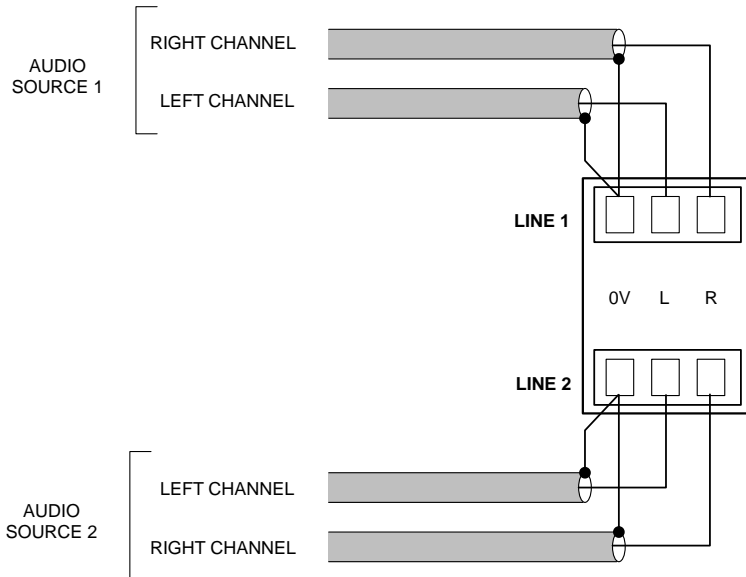 RIGHT CHANNEL
AUDIO
SOURCE 1
LEFT CHANNEL
LINE 1
0V L R
LINE 2
LEFT CHANNEL
AUDIO
SOURCE 2
RIGHT CHANNEL